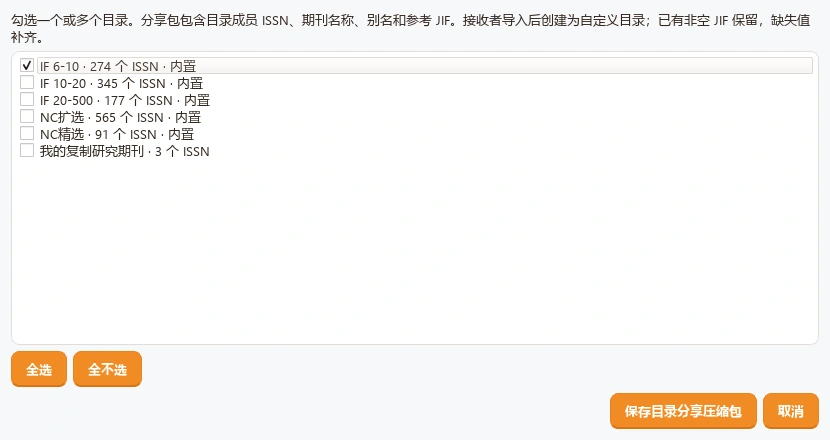 勾选一个或多个目录。分享包包含目录成员 ISSN、期刊名称、别名和参考 JIF。接收者导入后创建为自定义目录；已有非空 JIF 保留，缺失值
补齐。
IF 6-10 · 274 个 ISSN · 内置
IF 10-20 · 345 个 ISSN · 内置
IF 20-500 · 177 个 ISSN · 内置
NC扩选 · 565 个 ISSN · 内置
NC精选 · 91 个 ISSN · 内置
我的复制研究期刊 · 3 个 ISSN
全选
全不选
保存目录分享压缩包
取消